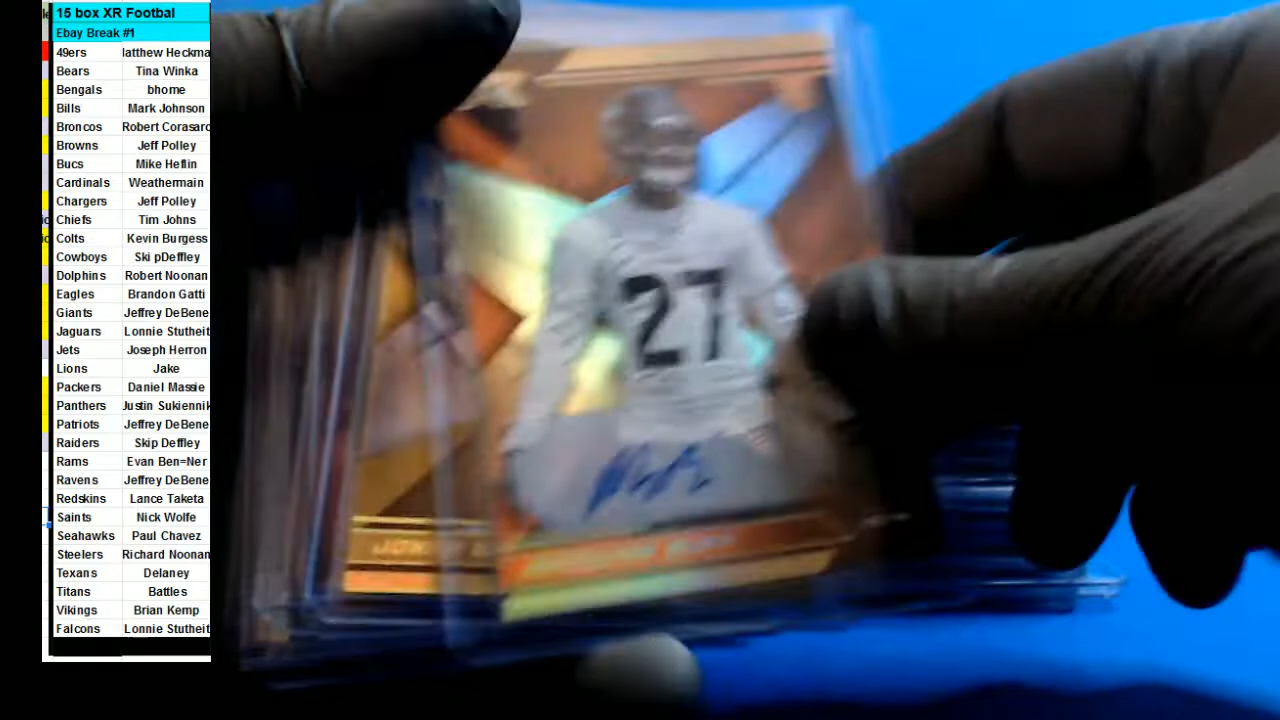 15 box XR Footbal
Ebay Break #1
49ers latthew Heckma
Bears Tina Winka
Bengals bhome
Bills Mark Johnson
Broncos Robert Corasarc
Browns Jeff Polley
Bucs Mike Heflin
Cardinals Weathermain
Chargers Jeff Polley
Chiefs Tim Johns
Colts Kevin Burgess
Cowboys Ski pDeffley
Dolphins Robert Noonan
Eagles Brandon Gatti
Giants Jeffrey DeBene
Jaguars Lonnie Stutheit
Jets Joseph Herron
Lions Jake
Packers Daniel Massie
Panthers Justin Sukiennik
Patriots Jeffrey DeBene
Raiders Skip Deffley
Rams Evan Ben=Ner
Ravens Jeffrey DeBene
Redskins Lance Taketa
Saints Nick Wolfe
Seahawks Paul Chavez
Steelers Richard Noonan
Texans Delaney
Titans Battles
Vikings Brian Kemp
Falcons Lonnie Stutheit
27